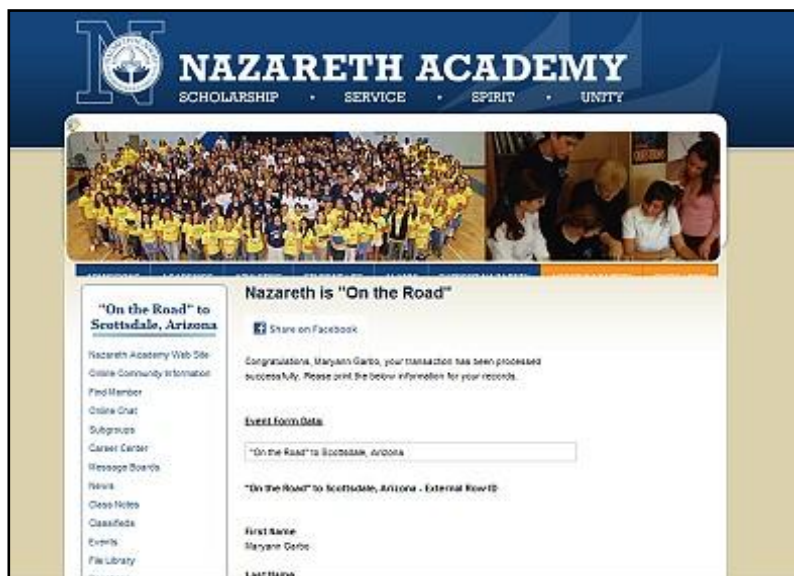 NAZARETH ACADEMY
SCHOLARSHIP · SERVICE · SPIRIT · UNITY
"On the Road" to
Scottsdale, Arizona
Nazareth Academy Web Site
Online Community Information
Find Member
Online Chat
Subgroups
Career Center
Message Boards
News
Class Notes
Classifieds
Events
File Library
Nazareth is "On the Road"
Share on Facebook
Congratulations, Maryann Garbo, your transaction has been processed
successfully. Please print the below information for your records.
Event Form Data:
"On the Road" to Scottsdale, Arizona
"On the Road" to Scottsdale, Arizona - External Row ID
First Name
Maryann Garbo
Last Name